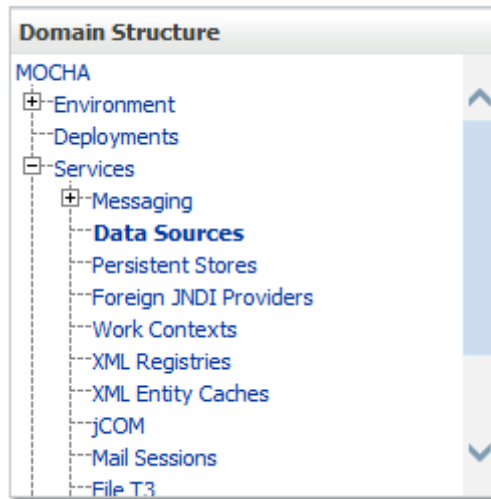 Domain Structure
MOCHA
Environment
Deployments
Services
Messaging
Data Sources
Persistent Stores
Foreign JNDI Providers
Work Contexts
XML Registries
XML Entity Caches
jCOM
Mail Sessions
File T3